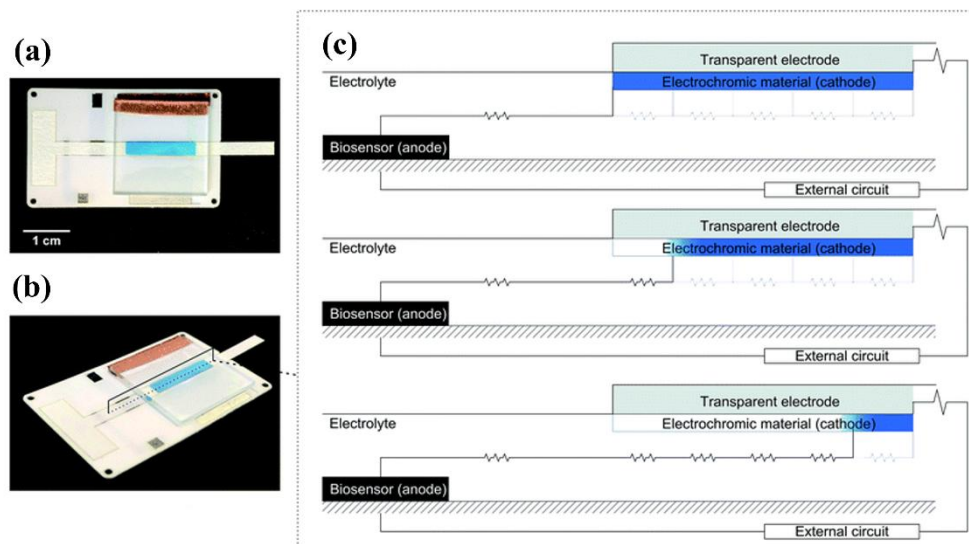 (a)
1 cm
(b)
(c)
Transparent electrode
Electrolyte
Electrochromic material (cathode)
Biosensor (anode)
External circuit
Transparent electrode
Electrolyte
Electrochromic material (cathode)
Biosensor (anode)
External circuit
Transparent electrode
Electrolyte
Electrochromic material (cathode)
Biosensor (anode)
External circuit